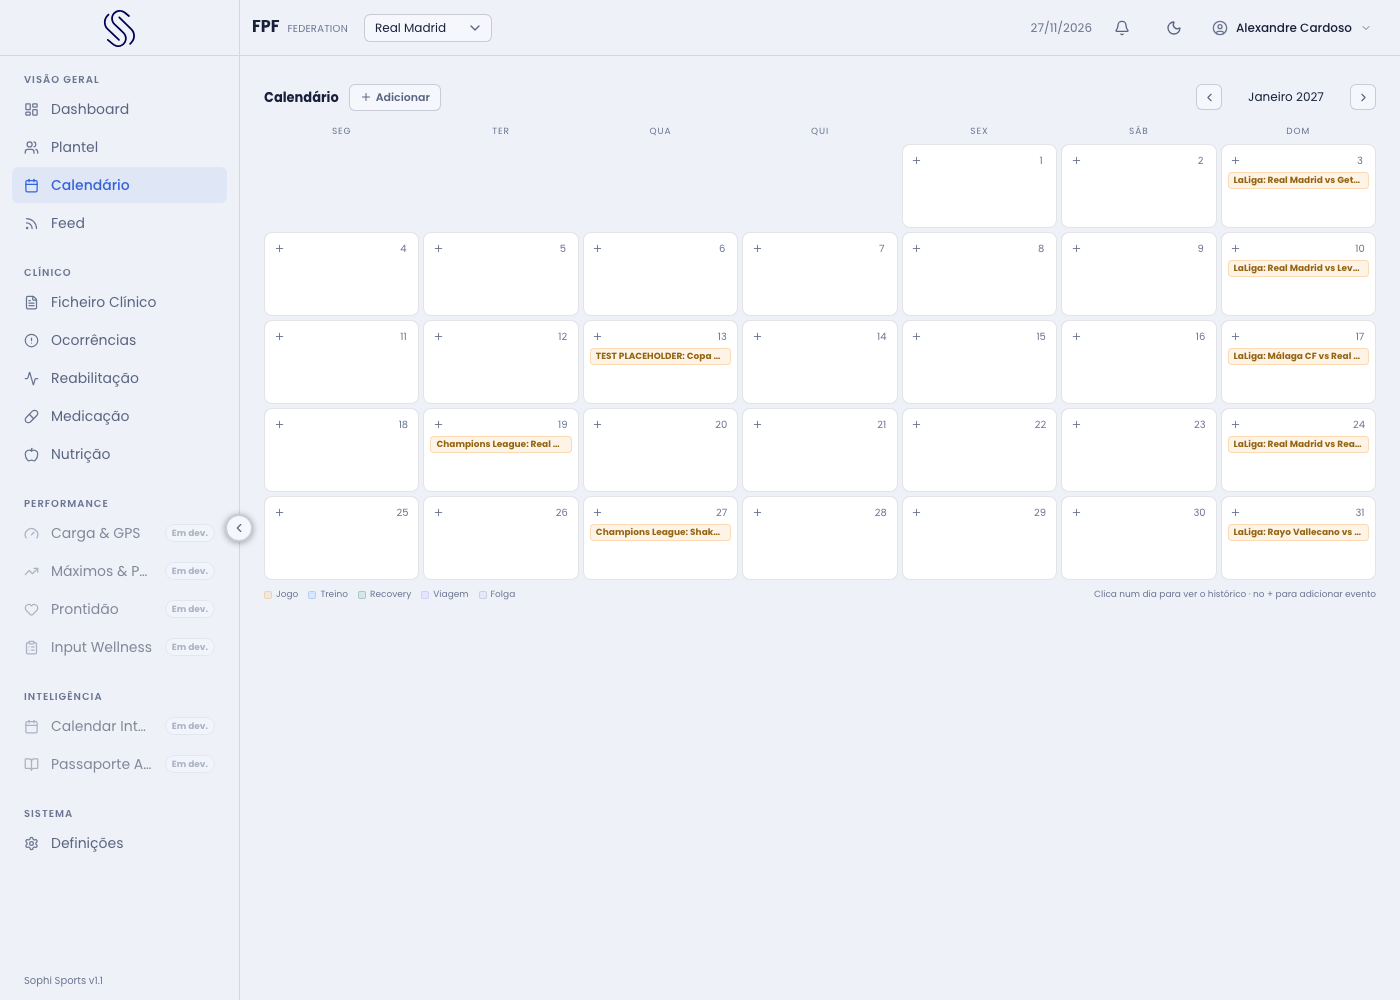 FPF FEDERATION Real Madrid 27/11/2026 Alexandre Cardoso
VISÃO GERAL
Dashboard
Plantel
Calendário
Feed
CLÍNICO
Ficheiro Clínico
Ocorrências
Reabilitação
Medicação
Nutrição
PERFORMANCE
Carga & GPS Em dev.
Máximos & P... Em dev.
Prontidão Em dev.
Input Wellness Em dev.
INTELIGÊNCIA
Calendar Int... Em dev.
Passaporte A... Em dev.
SISTEMA
Definições
Sophi Sports v1.1
Calendário + Adicionar Janeiro 2027
SEG TER QUA QUI SEX SÁB DOM
+ 1 + 2 + 3
LaLiga: Real Madrid vs Get...
+ 4 + 5 + 6 + 7 + 8 + 9 + 10
LaLiga: Real Madrid vs Lev...
+ 11 + 12 + 13 + 14 + 15 + 16 + 17
TEST PLACEHOLDER: Copa ... LaLiga: Málaga CF vs Real ...
+ 18 + 19 + 20 + 21 + 22 + 23 + 24
Champions League: Real ... LaLiga: Real Madrid vs Rea...
+ 25 + 26 + 27 + 28 + 29 + 30 + 31
Champions League: Shak... LaLiga: Rayo Vallecano vs ...
Jogo Treino Recovery Viagem Folga Clica num dia para ver o histórico · no + para adicionar evento